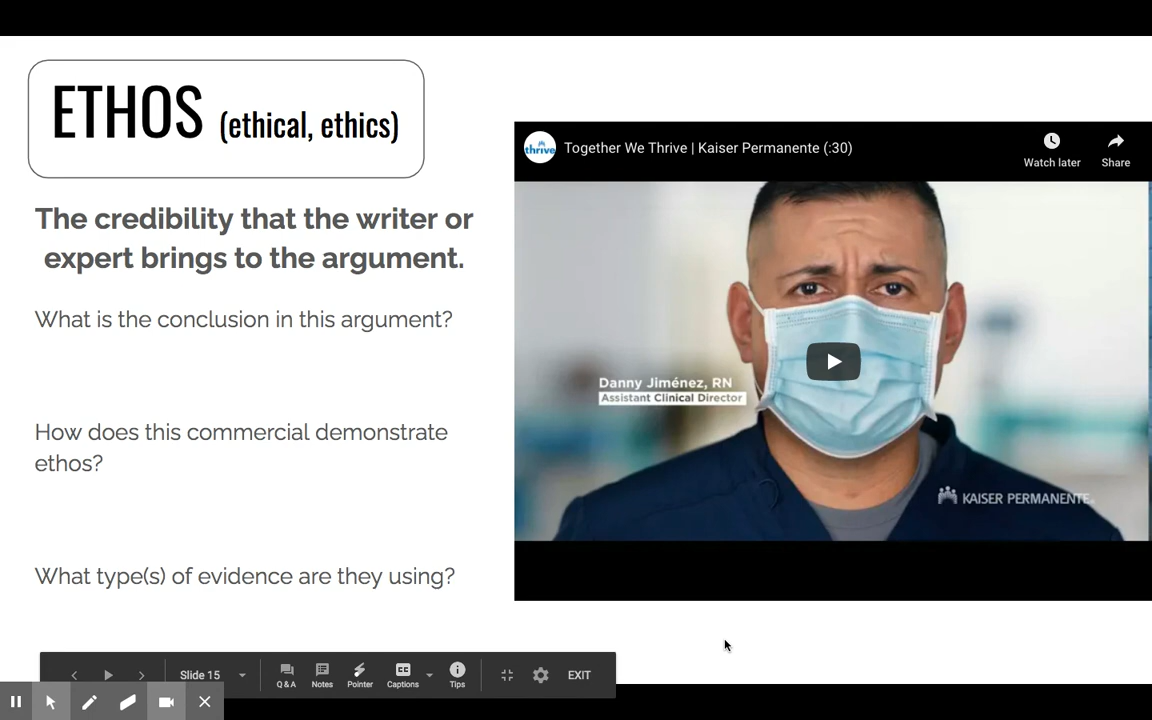 ETHOS (ethical, ethics)
The credibility that the writer or
expert brings to the argument.
What is the conclusion in this argument?
How does this commercial demonstrate
ethos?
What type(s) of evidence are they using?
thrive
Together We Thrive | Kaiser Permanente (:30)
Watch later
Share
Danny Jiménez, RN
Assistant Clinical Director
KAISER PERMANENTE.
Slide 15
Q & A
Notes
Pointer
CC
Captions
Tips
EXIT